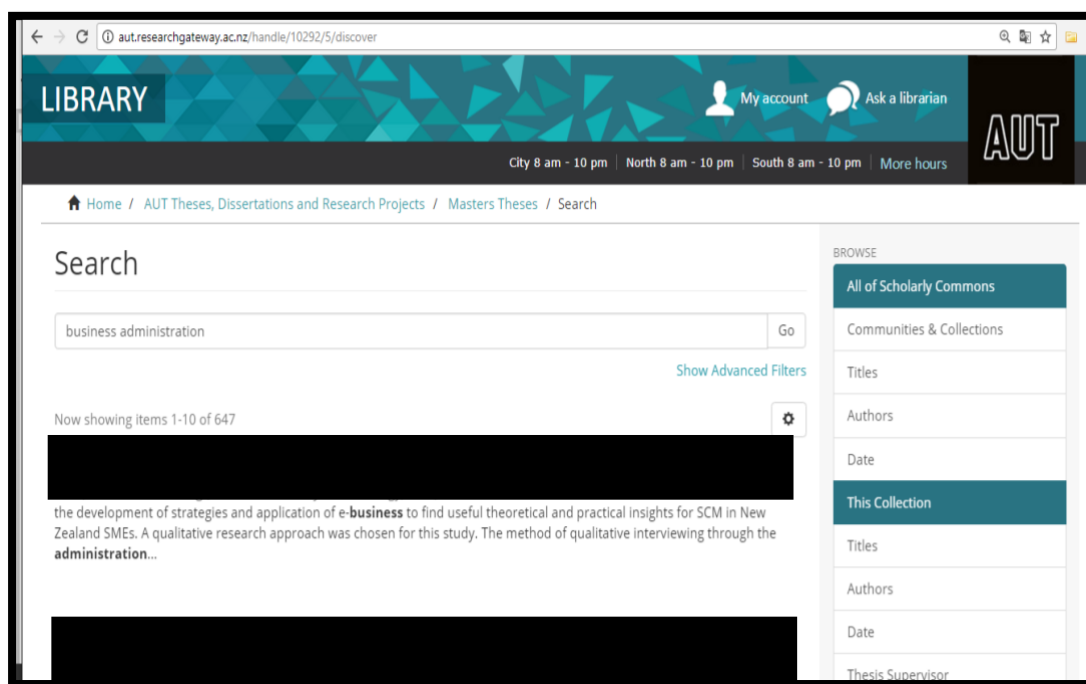 aut.researchgateway.ac.nz/handle/10292/5/discover
LIBRARY
My account
Ask a librarian
AUT
City 8 am - 10 pm | North 8 am - 10 pm | South 8 am - 10 pm | More hours
Home / AUT Theses, Dissertations and Research Projects / Masters Theses / Search
Search
business administration
Go
Show Advanced Filters
Now showing items 1-10 of 647
the development of strategies and application of e-business to find useful theoretical and practical insights for SCM in New
Zealand SMEs. A qualitative research approach was chosen for this study. The method of qualitative interviewing through the
administration...
BROWSE
All of Scholarly Commons
Communities & Collections
Titles
Authors
Date
This Collection
Titles
Authors
Date
Thesis Supervisor